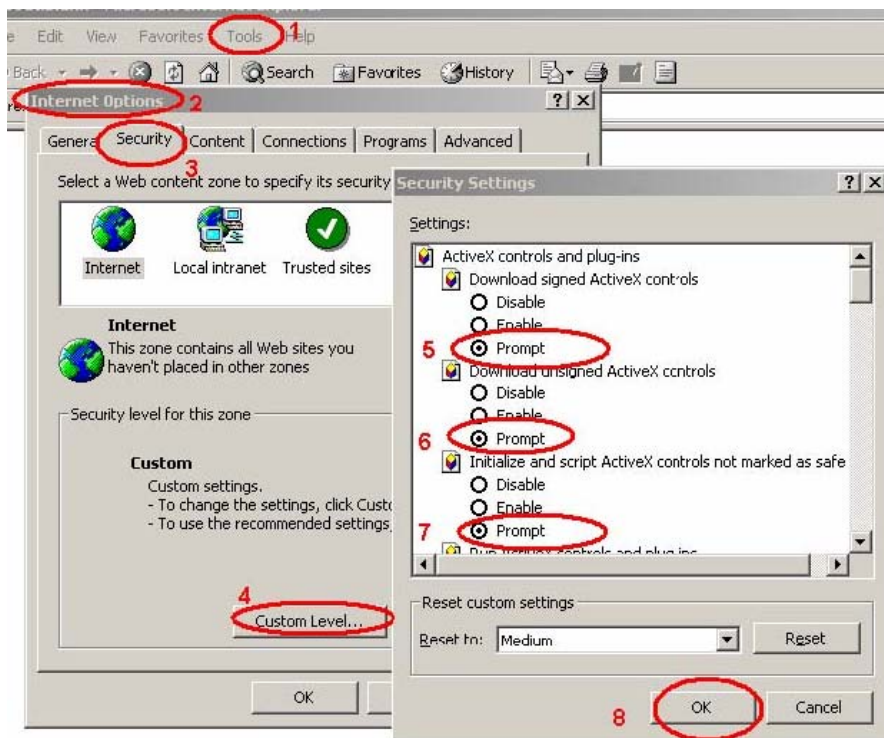 Edit View Favorites Tools Help 1
Back Search Favorites History
Internet Options 2
General Security Content Connections Programs Advanced
3
Select a Web content zone to specify its security
Internet Local intranet Trusted sites
Internet
This zone contains all Web sites you
haven't placed in other zones
Security level for this zone
Custom
Custom settings.
- To change the settings, click
- To use the recommended settings,
4
Custom Level...
OK
Security Settings
Settings:
ActiveX controls and plug-ins
Download signed ActiveX controls
Disable
Enable
5 Prompt
Download unsigned ActiveX controls
Disable
Enable
6 Prompt
Initialize and script ActiveX controls not marked as safe
Disable
Enable
7 Prompt
Run ActiveX controls and plug-ins
Reset custom settings
Reset to: Medium Reset
8 OK Cancel